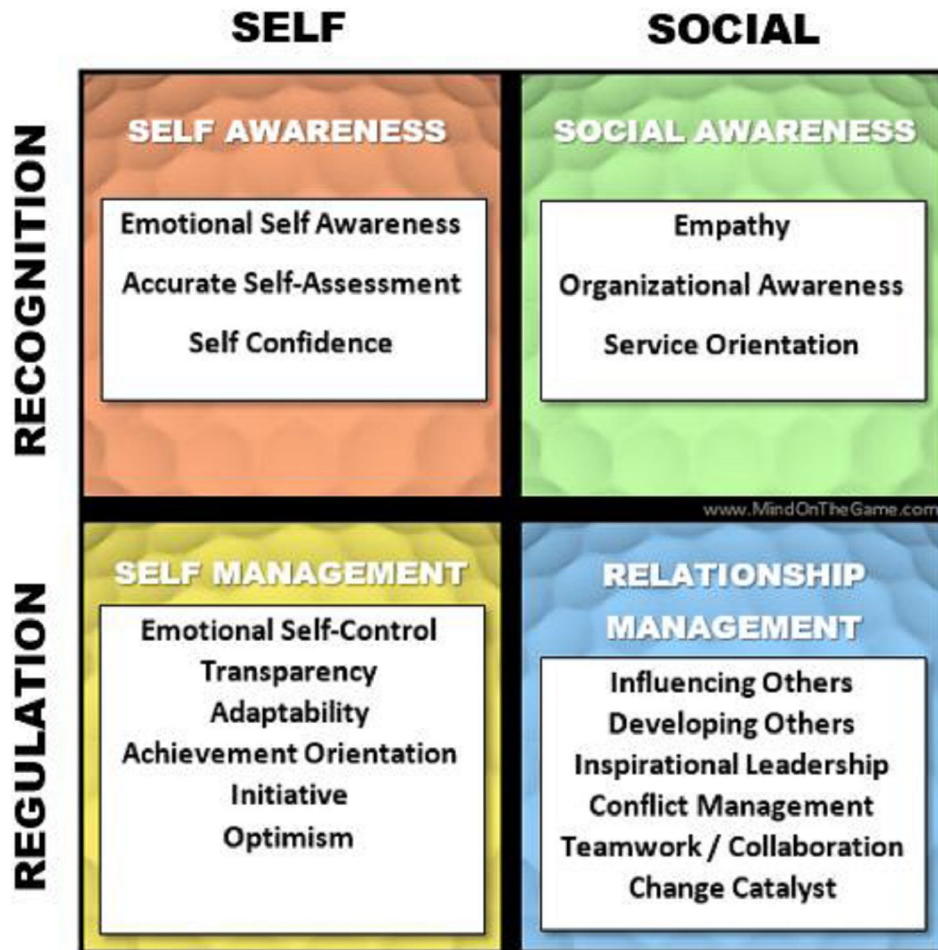 SELF
SOCIAL
RECOGNITION
SELF AWARENESS
Emotional Self Awareness
Accurate Self-Assessment
Self Confidence
SOCIAL AWARENESS
Empathy
Organizational Awareness
Service Orientation
www.MindOnTheGame.com
REGULATION
SELF MANAGEMENT
Emotional Self-Control
Transparency
Adaptability
Achievement Orientation
Initiative
Optimism
RELATIONSHIP
MANAGEMENT
Influencing Others
Developing Others
Inspirational Leadership
Conflict Management
Teamwork / Collaboration
Change Catalyst